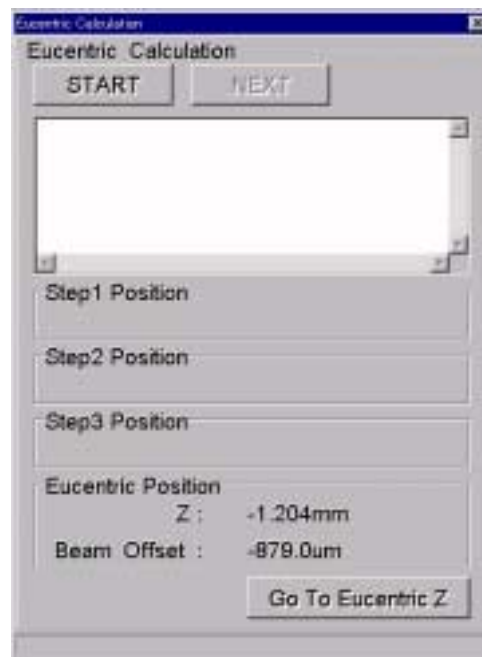 Eucentric Calculation
Eucentric Calculation
START NEXT
Step1 Position
Step2 Position
Step3 Position
Eucentric Position
Z : -1.204mm
Beam Offset : -879.0um
Go To Eucentric Z